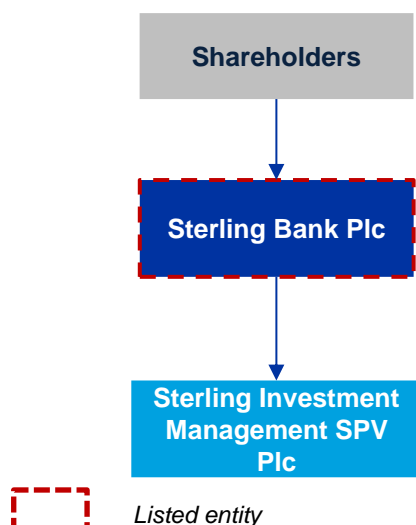 Shareholders
Sterling Bank Plc
Sterling Investment
Management SPV
Plc
Listed entity